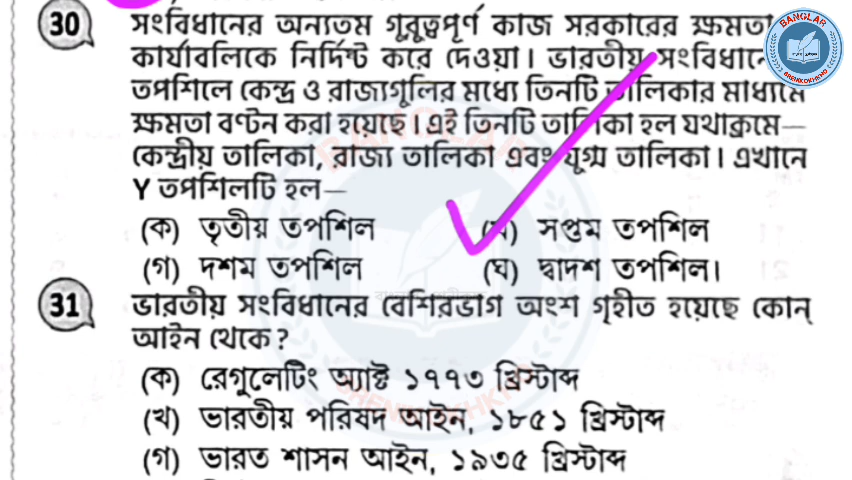 BANGLAR
SHEKOKHKHO
30 সংবিধানের অন্যতম গুরুত্বপূর্ণ কাজ সরকারের ক্ষমতা
কার্যাবলিকে নির্দিষ্ট করে দেওয়া। ভারতীয় সংবিধানে
তপশিলে কেন্দ্র ও রাজ্যগুলির মধ্যে তিনটি তালিকার মাধ্যমে
ক্ষমতা বণ্টন করা হয়েছে। এই তিনটি তালিকা হল যথাক্রমে—
কেন্দ্রীয় তালিকা, রাজ্য তালিকা এবং যুগ্ম তালিকা। এখানে
Y তপশিলটি হল—
(ক) তৃতীয় তপশিল (খ) সপ্তম তপশিল
(গ) দশম তপশিল (ঘ) দ্বাদশ তপশিল।
31 ভারতীয় সংবিধানের বেশিরভাগ অংশ গৃহীত হয়েছে কোন্
আইন থেকে?
(ক) রেগুলেটিং অ্যাক্ট ১৭৭৩ খ্রিস্টাব্দ
(খ) ভারতীয় পরিষদ আইন, ১৮৫১ খ্রিস্টাব্দ
(গ) ভারত শাসন আইন, ১৯৩৫ খ্রিস্টাব্দ